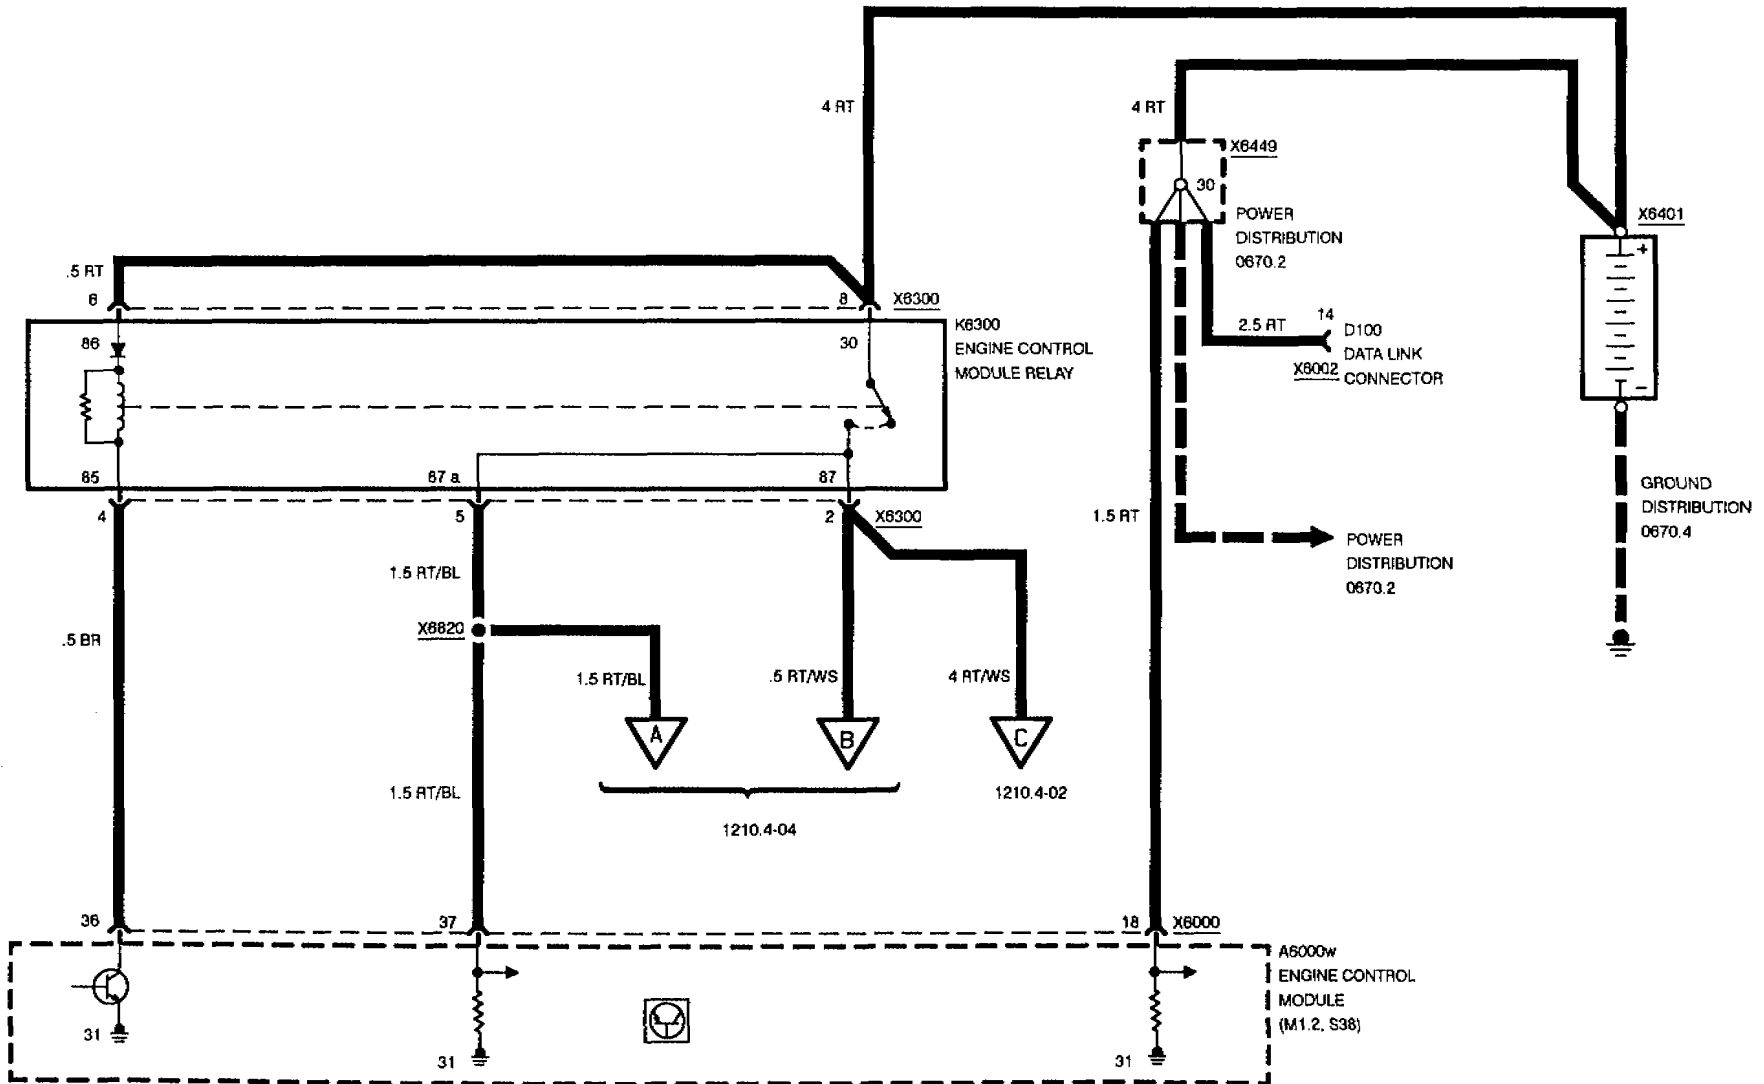 4 RT
4 RT
X6449
30
POWER
DISTRIBUTION
0670.2
X6401
+
−
.5 RT
6
8
X6300
K6300
ENGINE CONTROL
MODULE RELAY
86
30
2.5 RT
14
D100
DATA LINK
CONNECTOR
X6002
85
87 a
87
4
5
2
X6300
1.5 RT
GROUND
DISTRIBUTION
0670.4
POWER
DISTRIBUTION
0670.2
1.5 RT/BL
X6820
.5 BR
1.5 RT/BL
.5 RT/WS
4 RT/WS
A
B
C
1.5 RT/BL
1210.4-04
1210.4-02
36
37
18
X6000
A6000w
ENGINE CONTROL
MODULE
(M1.2, S38)
31
31
31